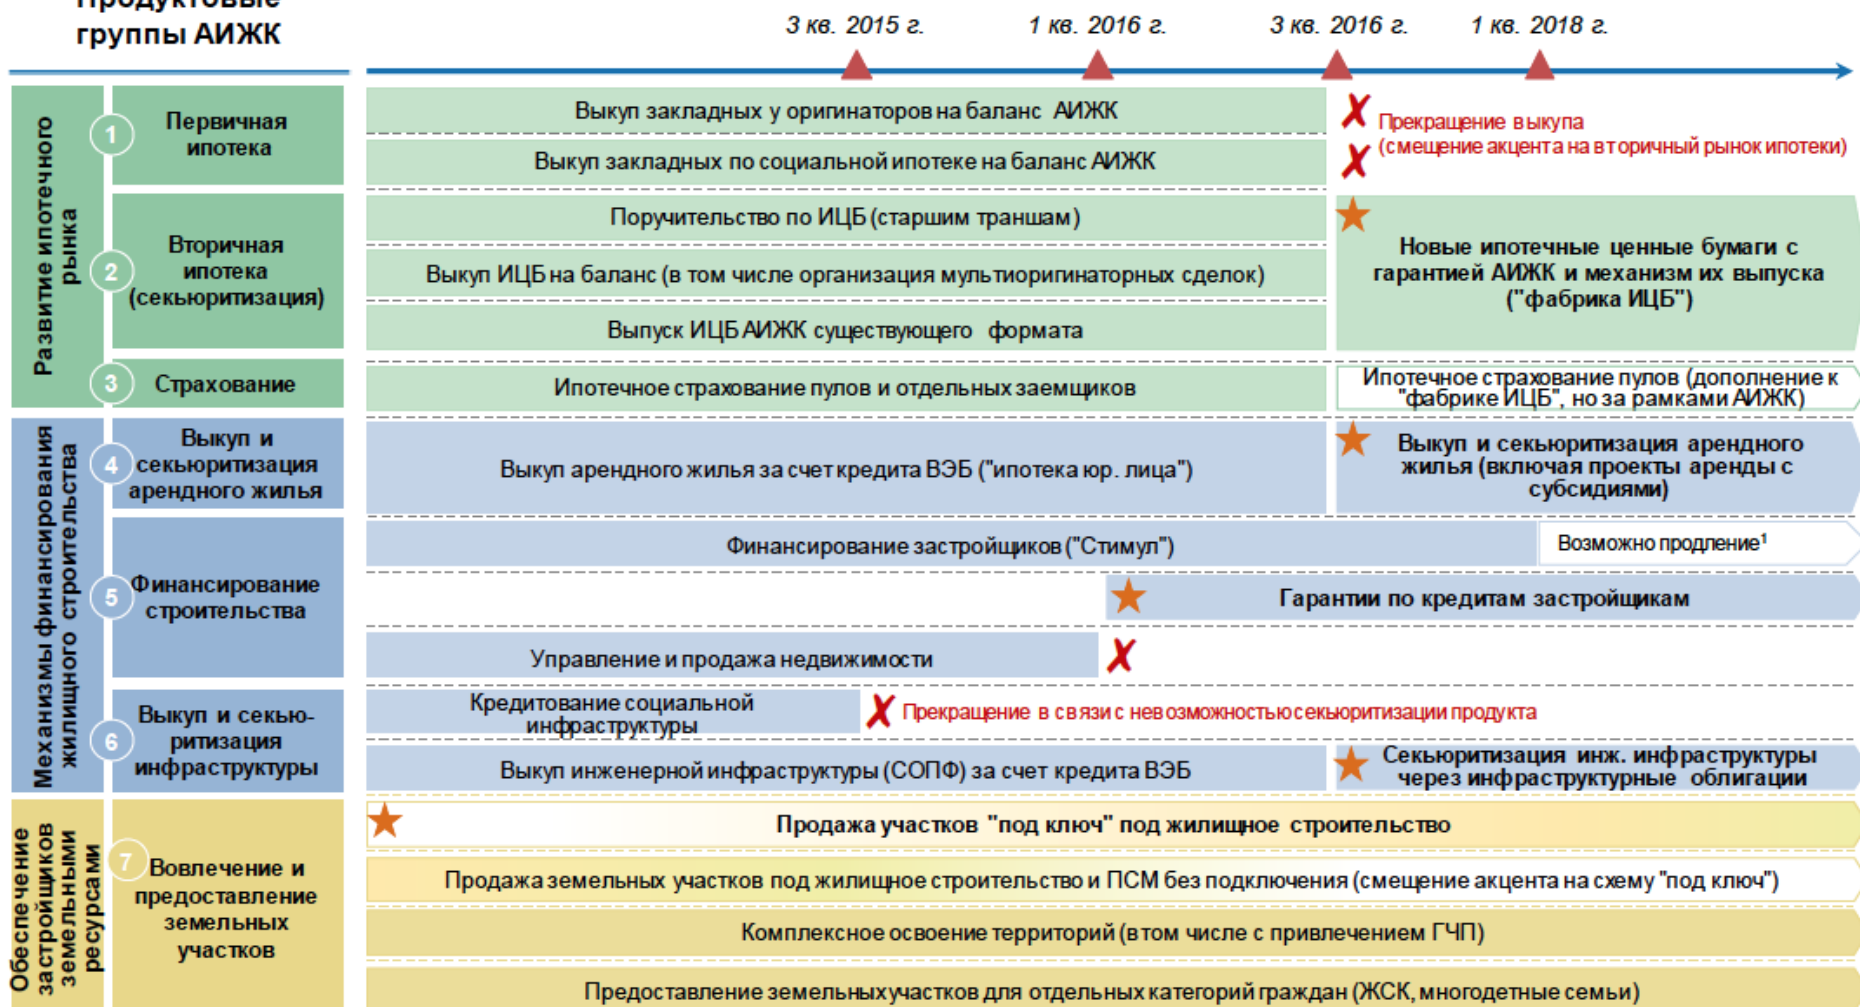 Продуктовые
группы АИЖК
3 кв. 2015 г.
1 кв. 2016 г.
3 кв. 2016 г.
1 кв. 2018 г.
Развитие ипотечного
рынка
1
Первичная
ипотека
Выкуп закладных у оригинаторов на баланс АИЖК
Выкуп закладных по социальной ипотеке на баланс АИЖК
✗
✗
Прекращение выкупа
(смещение акцента на вторичный рынок ипотеки)
2
Вторичная
ипотека
(секьюритизация)
Поручительство по ИЦБ (старшим траншам)
Выкуп ИЦБ на баланс (в том числе организация мультиоригинаторных сделок)
Выпуск ИЦБ АИЖК существующего формата
Новые ипотечные ценные бумаги с
гарантией АИЖК и механизм их выпуска
("фабрика ИЦБ")
3
Страхование
Ипотечное страхование пулов и отдельных заемщиков
Ипотечное страхование пулов (дополнение к
"фабрике ИЦБ", но за рамками АИЖК)
Механизмы финансирования
жилищного строительства
4
Выкуп и
секьюритизация
арендного жилья
Выкуп арендного жилья за счет кредита ВЭБ ("ипотека юр. лица")
Выкуп и секьюритизация арендного
жилья (включая проекты аренды с
субсидиями)
5
Финансирование
строительства
Финансирование застройщиков ("Стимул")
Возможно продление¹
Гарантии по кредитам застройщикам
Управление и продажа недвижимости
✗
6
Выкуп и секью-
ритизация
инфраструктуры
Кредитование социальной
инфраструктуры
✗
Прекращение в связи с невозможностью секьюритизации продукта
Выкуп инженерной инфраструктуры (СОПФ) за счет кредита ВЭБ
Секьюритизация инж. инфраструктуры
через инфраструктурные облигации
Обеспечение
застройщиков
земельными
ресурсами
7
Вовлечение и
предоставление
земельных
участков
Продажа участков "под ключ" под жилищное строительство
Продажа земельных участков под жилищное строительство и ПСМ без подключения (смещение акцента на схему "под ключ")
Комплексное освоение территорий (в том числе с привлечением ГЧП)
Предоставление земельных участков для отдельных категорий граждан (ЖСК, многодетные семьи)